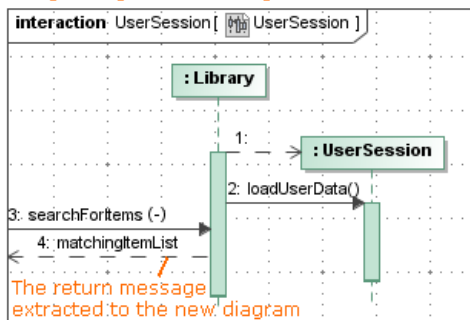 interaction UserSession [ UserSession ]
: Library
1:
: UserSession
2: loadUserData()
3: searchForItems (-)
4: matchingItemList
The return message
extracted to the new diagram